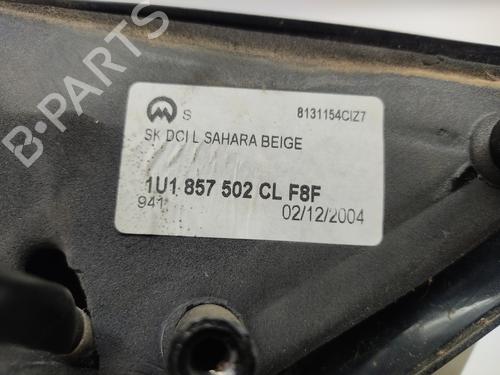 B-PARTS
S 8131154CIZ7
SK DCI L SAHARA BEIGE
1U1 857 502 CL F8F
941 02/12/2004